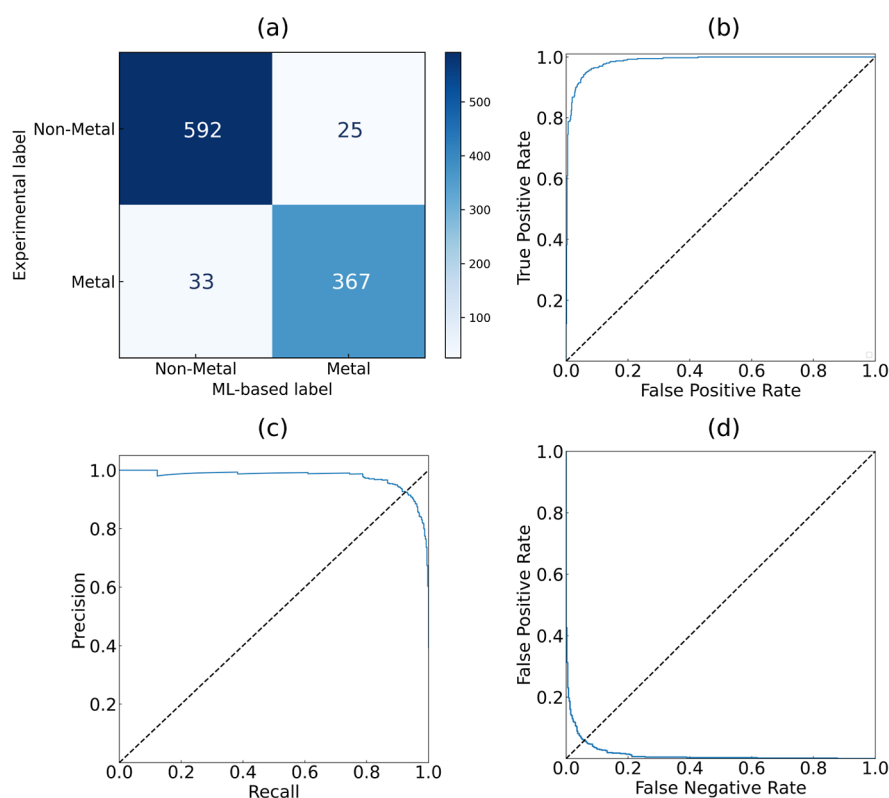 (a)
Experimental label
Non-Metal
Metal
592
25
33
367
Non-Metal
Metal
ML-based label
500
400
300
200
100
(b)
True Positive Rate
1.0
0.8
0.6
0.4
0.2
0.0
0.2
0.4
0.6
0.8
1.0
False Positive Rate
(c)
Precision
1.0
0.8
0.6
0.4
0.2
0.0
0.2
0.4
0.6
0.8
1.0
Recall
(d)
False Positive Rate
1.0
0.8
0.6
0.4
0.2
0.0
0.2
0.4
0.6
0.8
1.0
False Negative Rate